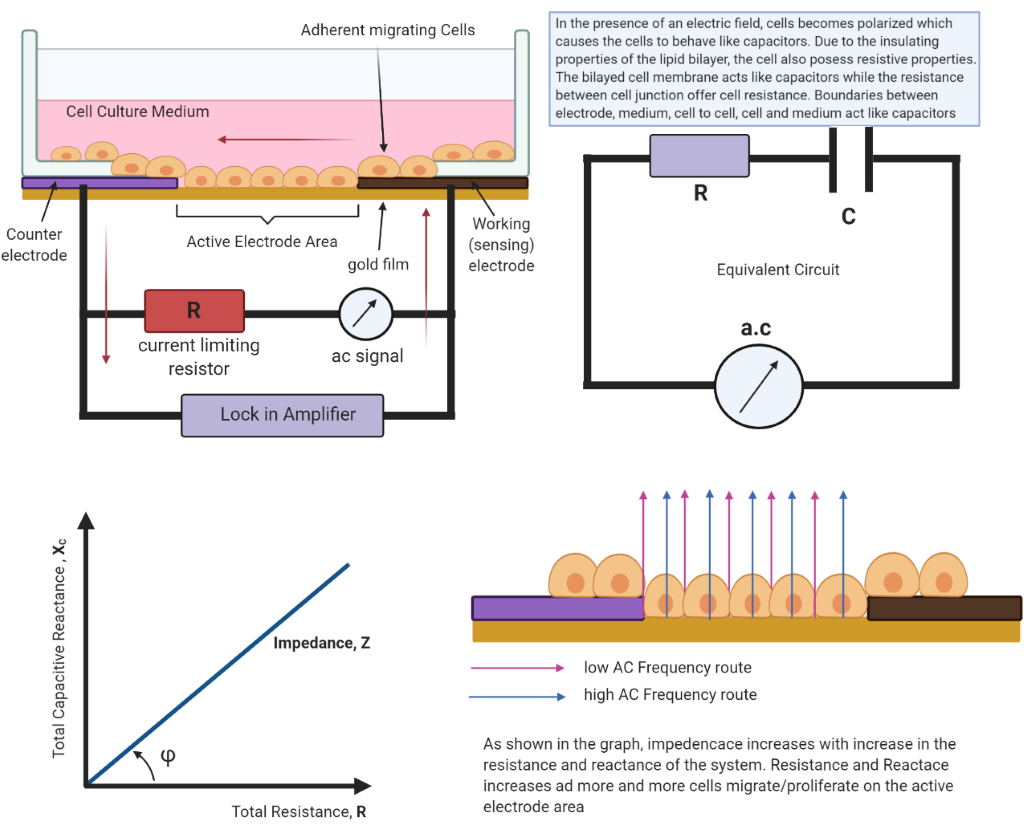 Adherent migrating Cells
Cell Culture Medium
Counter
electrode
Active Electrode Area
gold film
Working
(sensing)
electrode
R
current limiting
resistor
ac signal
Lock in Amplifier
In the presence of an electric field, cells becomes polarized which
causes the cells to behave like capacitors. Due to the insulating
properties of the lipid bilayer, the cell also posess resistive properties.
The bilayed cell membrane acts like capacitors while the resistance
between cell junction offer cell resistance. Boundaries between
electrode, medium, cell to cell, cell and medium act like capacitors
R
C
Equivalent Circuit
a.c
Total Capacitive Reactance , Xc
Impedance, Z
φ
Total Resistance, R
low AC Frequency route
high AC Frequency route
As shown in the graph, impedencace increases with increase in the
resistance and reactance of the system. Resistance and Reactace
increases ad more and more cells migrate/proliferate on the active
electrode area